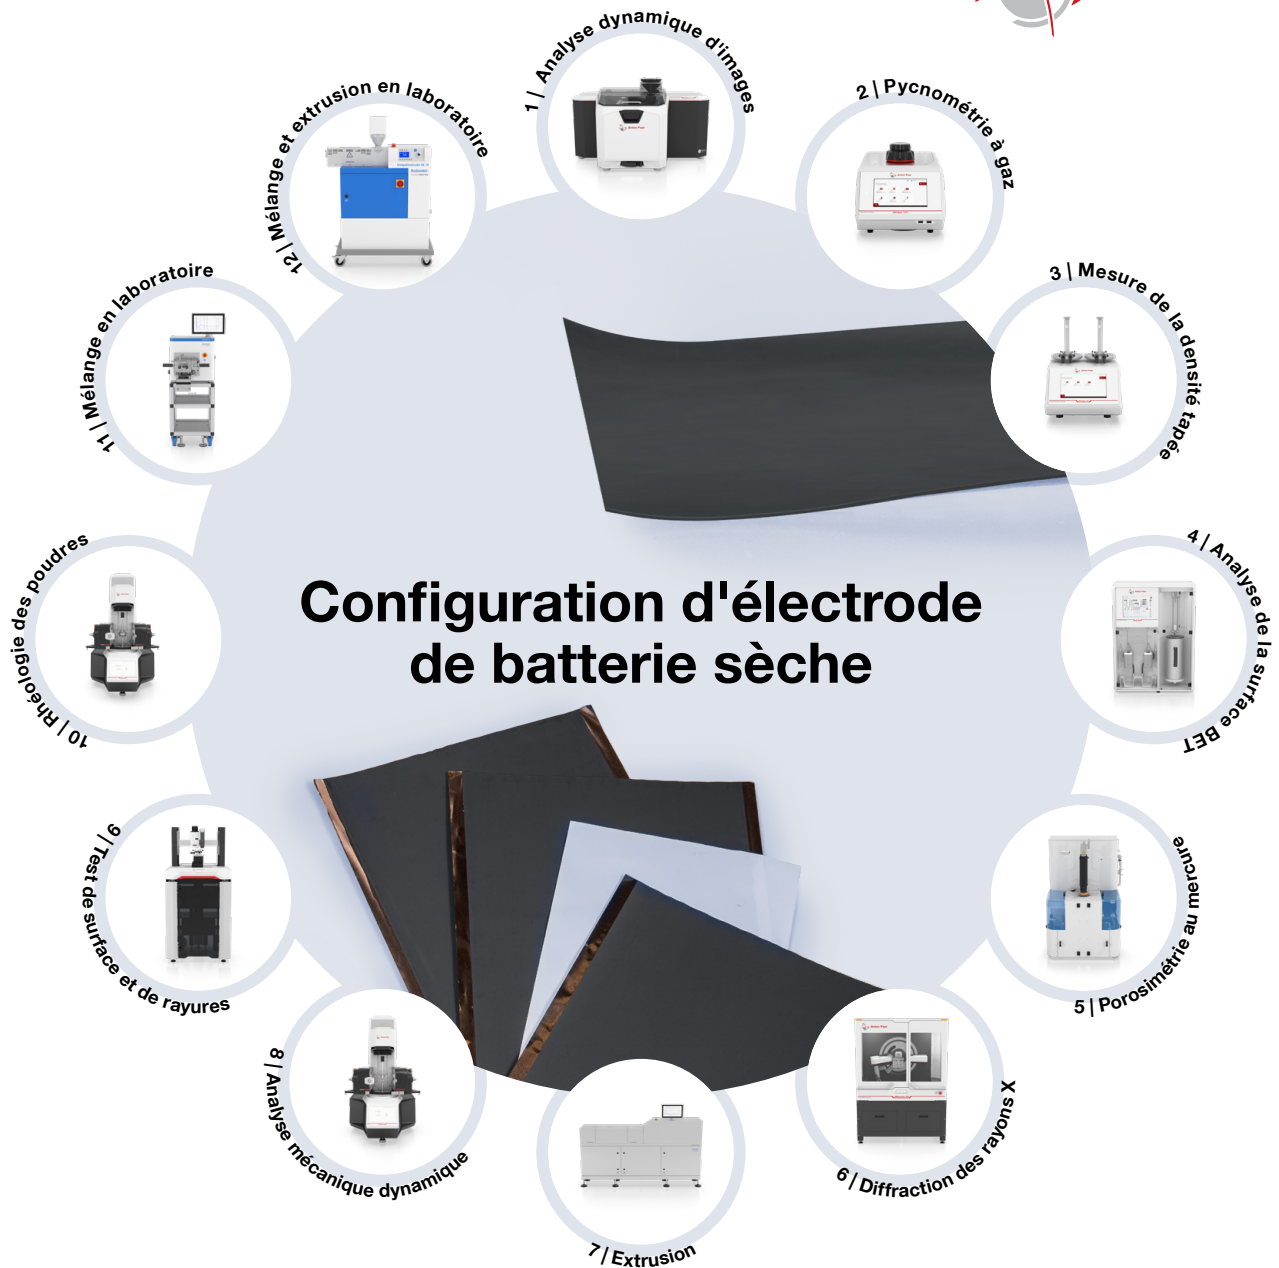 1 | Analyse dynamique d'images
2 | Pycnométrie à gaz
3 | Mesure de la densité tapée
4 | Analyse de la surface BET
5 | Porosimétrie au mercure
6 | Diffraction des rayons X
7 | Extrusion
8 | Analyse mécanique dynamique
9 | Test de surface et de rayures
10 | Rhéologie des poudres
11 | Mélange en laboratoire
12 | Mélange et extrusion en laboratoire
Configuration d'électrode
de batterie sèche